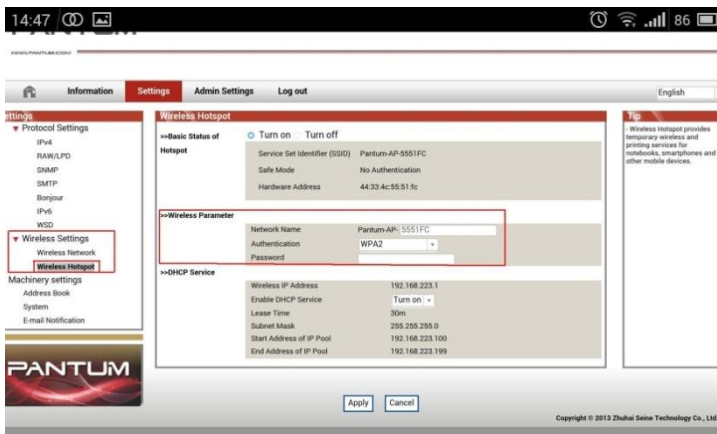 14:47 86
PANTUM
WWW.PANTUM.COM
Information Settings Admin Settings Log out English
Settings
Protocol Settings
IPv4
RAW/LPD
SNMP
SMTP
Bonjour
IPv6
WSD
Wireless Settings
Wireless Network
Wireless Hotspot
Machinery settings
Address Book
System
E-mail Notification
PANTUM
Wireless Hotspot
>>Basic Status of Hotspot
Turn on Turn off
Service Set Identifier (SSID) Pantum-AP-5551FC
Safe Mode No Authentication
Hardware Address 44:33:4c:55:51:fc
>>Wireless Parameter
Network Name Pantum-AP- 5551FC
Authentication WPA2
Password
>>DHCP Service
Wireless IP Address 192.168.223.1
Enable DHCP Service Turn on
Lease Time 30m
Subnet Mask 255.255.255.0
Start Address of IP Pool 192.168.223.100
End Address of IP Pool 192.168.223.199
Apply Cancel
Tip
- Wireless Hotspot provides
temporary wireless and
printing services for
notebooks, smartphones and
other mobile devices.
Copyright © 2013 Zhuhai Seine Technology Co., Ltd